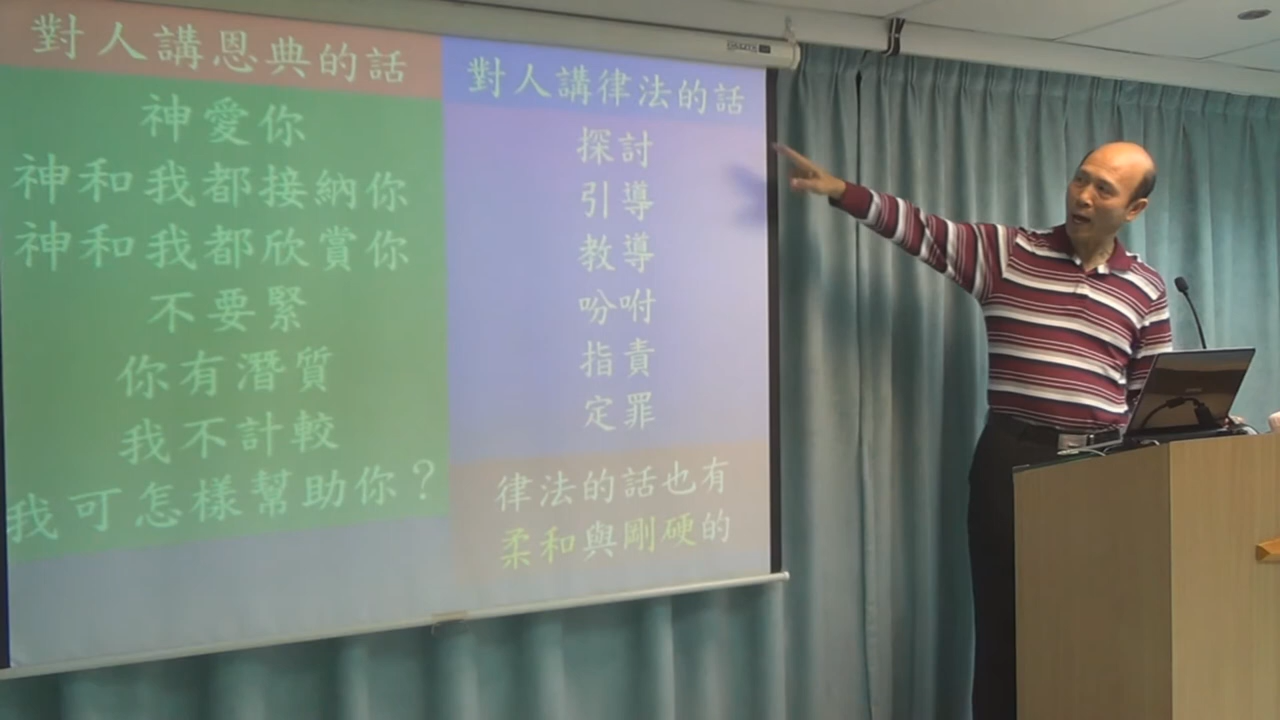 對人講恩典的話
神愛你
神和我都接納你
神和我都欣賞你
不要緊
你有潛質
我不計較
我可怎樣幫助你？
對人講律法的話
探討
引導
教導
吩咐
指責
定罪
律法的話也有
柔和與剛硬的